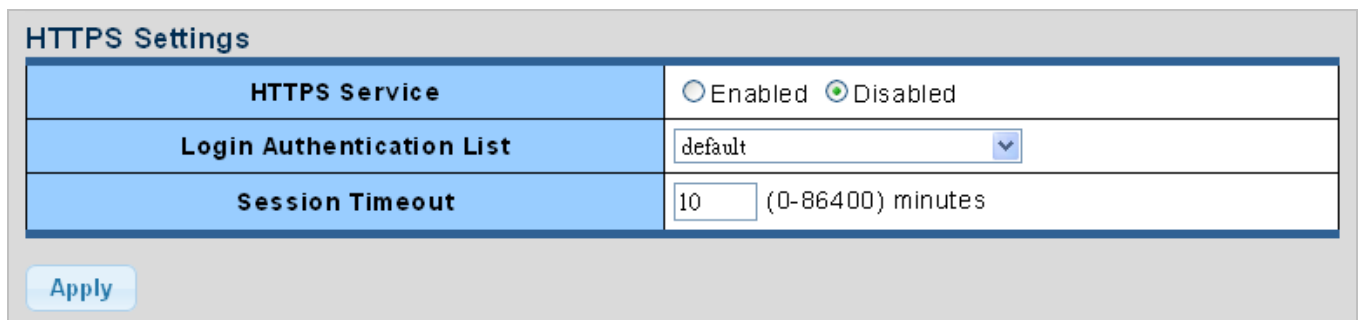 HTTPS Settings
HTTPS Service Enabled Disabled
Login Authentication List default
Session Timeout 10 (0-86400) minutes
Apply